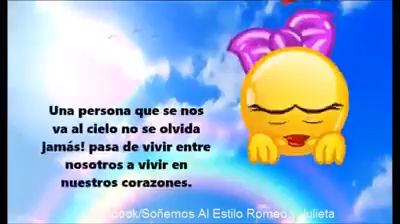 Una persona que se nos
va al cielo no se olvida
jamás! pasa de vivir entre
nosotros a vivir en
nuestros corazones.
cook/Soñemos Al Estilo Romeo y Julieta